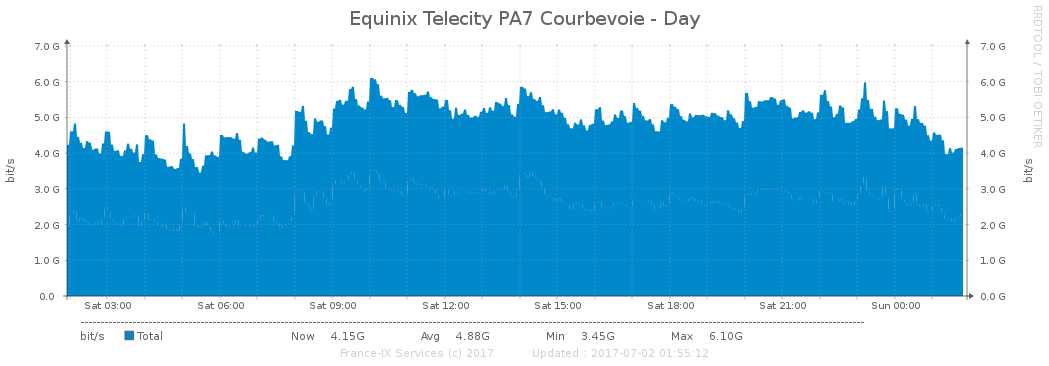 Equinix Telecity PA7 Courbevoie - Day
RRDTOOL / TOBI OETIKER
bit/s
7.0 G 7.0 G
6.0 G 6.0 G
5.0 G 5.0 G
4.0 G 4.0 G
3.0 G 3.0 G
2.0 G 2.0 G
1.0 G 1.0 G
0.0 0.0 G
bit/s
Sat 03:00 Sat 06:00 Sat 09:00 Sat 12:00 Sat 15:00 Sat 18:00 Sat 21:00 Sun 00:00
bit/s Total Now 4.15G Avg 4.88G Min 3.45G Max 6.10G
France-IX Services (c) 2017 Updated : 2017-07-02 01:55:12